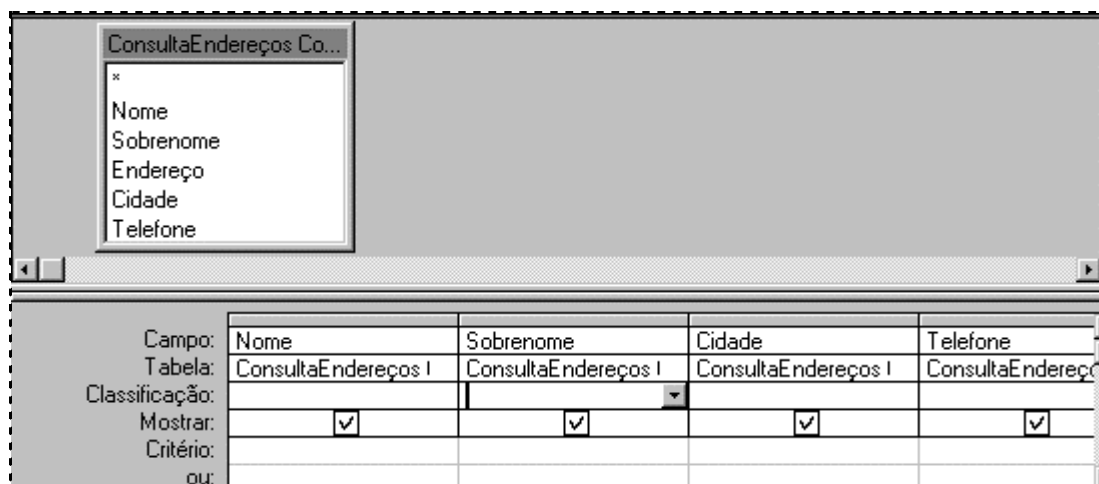 ConsultaEndereços Co...
*
Nome
Sobrenome
Endereço
Cidade
Telefone
Campo: Nome Sobrenome Cidade Telefone
Tabela: ConsultaEndereços ConsultaEndereços ConsultaEndereços ConsultaEndereç
Classificação:
Mostrar:
Critério:
ou: